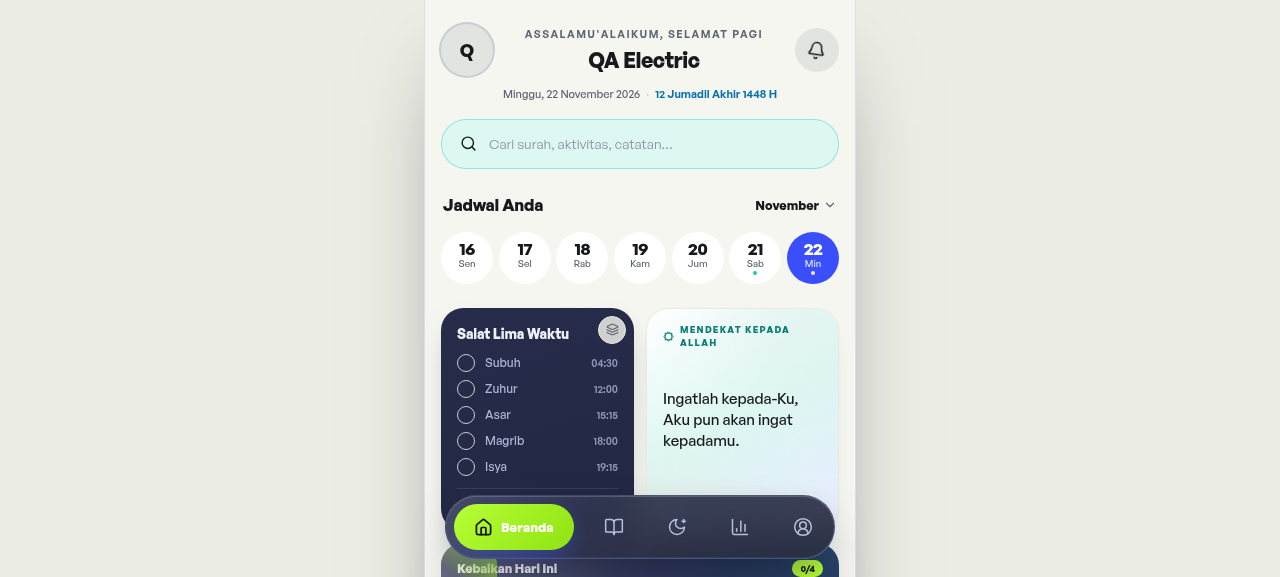 Q
ASSALAMU'ALAIKUM, SELAMAT PAGI
QA Electric
Minggu, 22 November 2026 · 12 Jumadil Akhir 1448 H
Cari surah, aktivitas, catatan...
Jadwal Anda
November
16 17 18 19 20 21 22
Sen Sel Rab Kam Jum Sab Min
Salat Lima Waktu
Subuh 04:30
Zuhur 12:00
Asar 15:15
Magrib 18:00
Isya 19:15
MENDEKAT KEPADA
ALLAH
Ingatlah kepada-Ku,
Aku pun akan ingat
kepadamu.
Beranda
Kebaikan Hari Ini 0/4